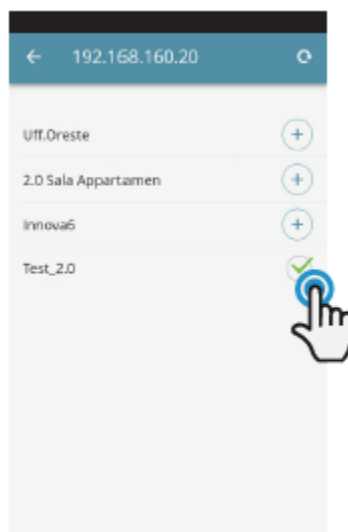 192.168.160.20
Uff.Oreste
2.0 Sala Appartamen
Innova6
Test_2.0